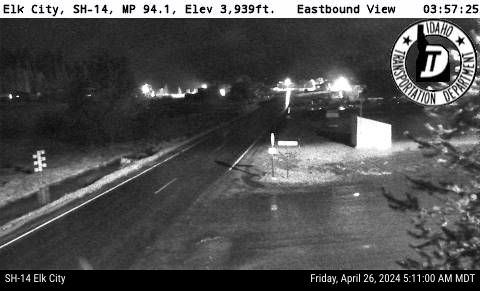 Elk City, SH-14, MP 94.1, Elev 3,939ft. Eastbound View 03:57:25
IDAHO
TRANSPORTATION DEPARTMENT
SH-14 Elk City Friday, April 26, 2024 5:11:00 AM MDT